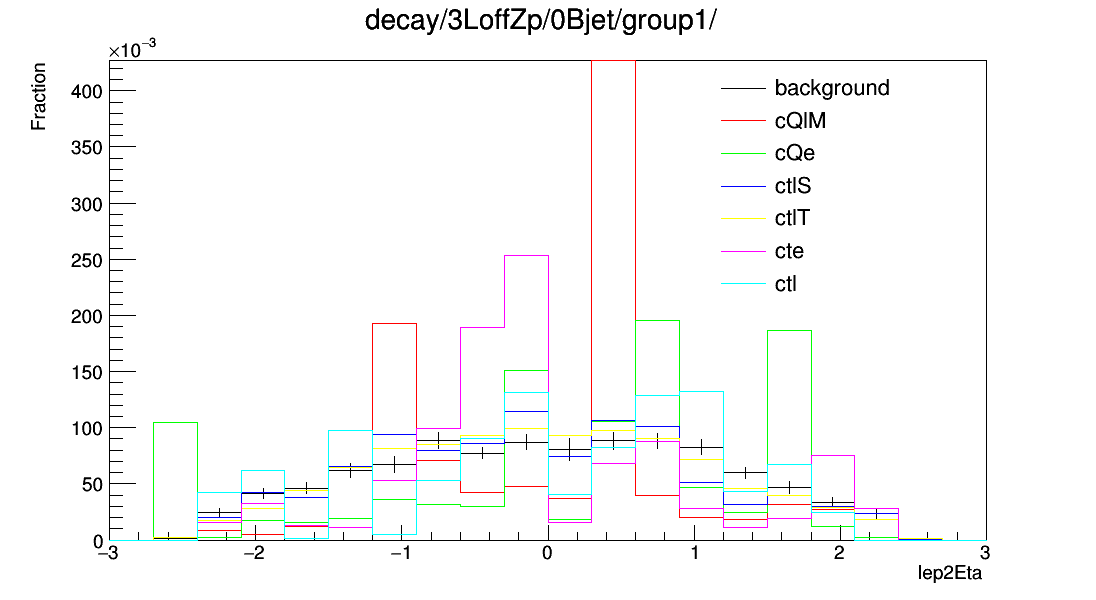 decay/3LoffZp/0Bjet/group1/
×10⁻³
Fraction
400
350
300
250
200
150
100
50
0
background
cQlM
cQe
ctlS
ctlT
cte
ctl
−3 −2 −1 0 1 2 3
lep2Eta